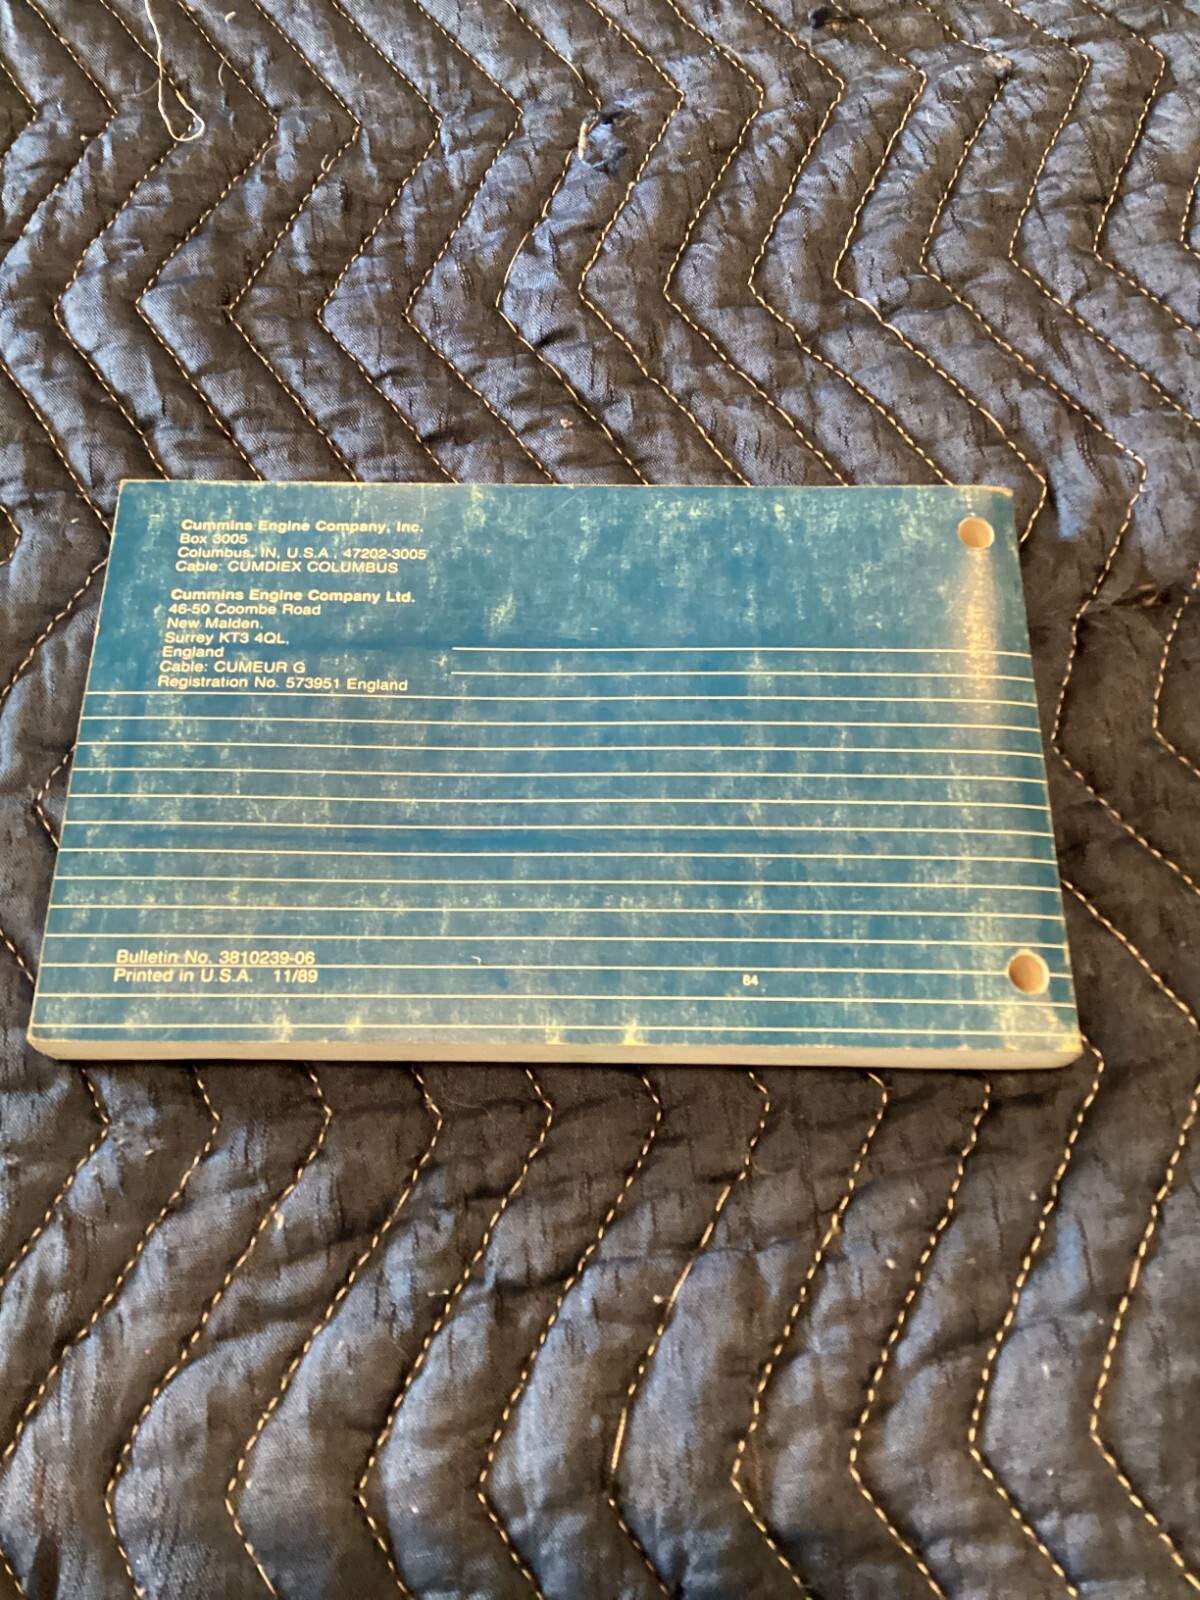 Cummins Engine Company, Inc.
Box 3005
Columbus, IN, U.S.A., 47202-3005
Cable: CUMDIEX COLUMBUS
Cummins Engine Company Ltd.
46-50 Coombe Road
New Malden,
Surrey KT3 4QL,
England
Cable: CUMEUR G
Registration No. 573951 England
Bulletin No. 3810239-06
Printed in U.S.A. 11/89
64